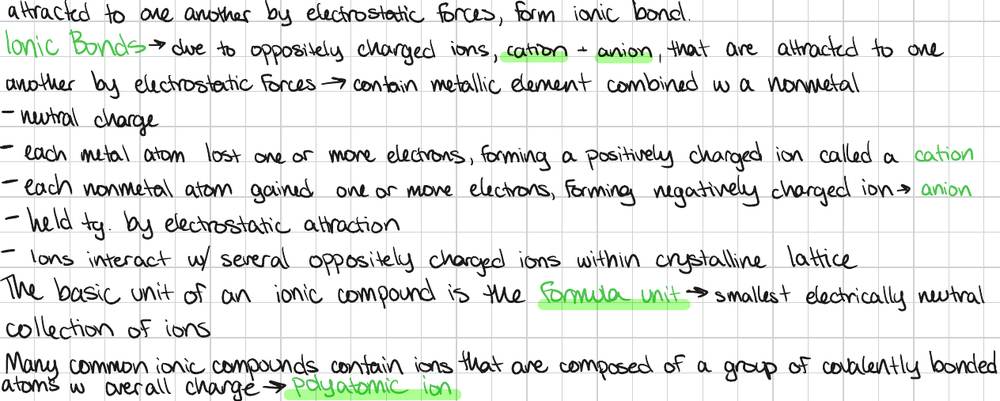 attracted to one another by electrostatic forces, form ionic bond.
Ionic Bonds → due to oppositely charged ions, cation + anion, that are attracted to one
another by electrostatic Forces → contain metallic element combined w a nonmetal
- neutral charge
- each metal atom lost one or more electrons, forming a positively charged ion called a cation
- each nonmetal atom gained one or more electrons, forming negatively charged ion → anion
- held tg. by electrostatic attraction
- Ions interact w/ several oppositely charged ions within crystalline lattice
The basic unit of an ionic compound is the formula unit → smallest electrically neutral
collection of ions
Many common ionic compounds contain ions that are composed of a group of covalently bonded
atoms w overall charge → polyatomic ion